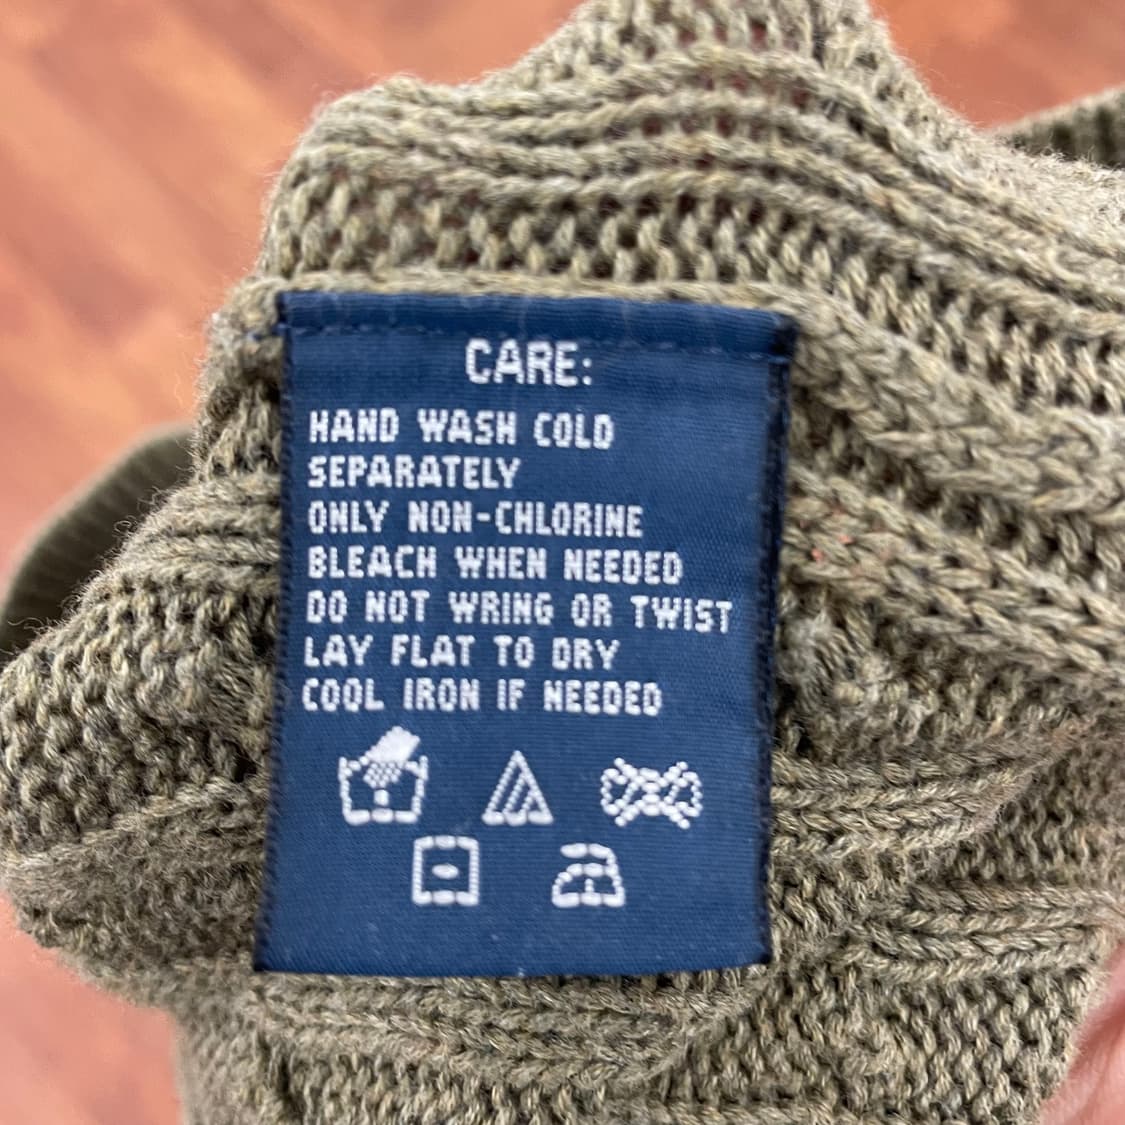 CARE:
HAND WASH COLD
SEPARATELY
ONLY NON-CHLORINE
BLEACH WHEN NEEDED
DO NOT WRING OR TWIST
LAY FLAT TO DRY
COOL IRON IF NEEDED